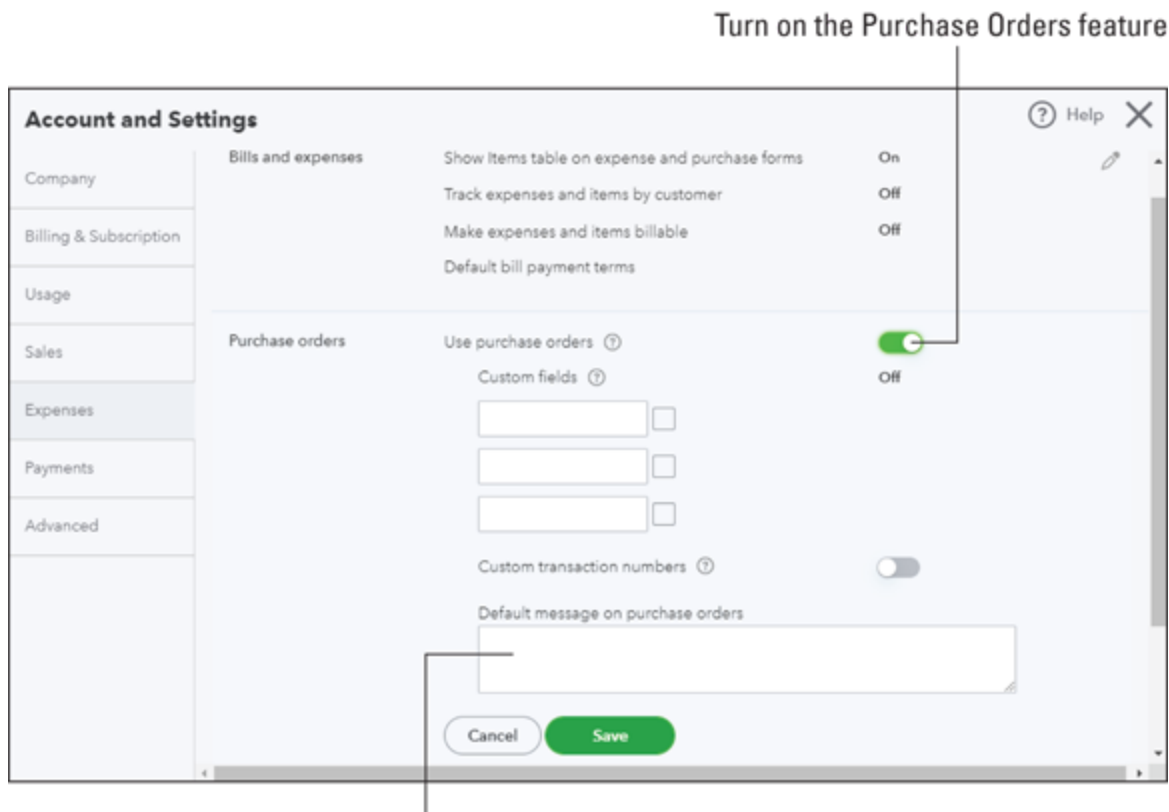 Turn on the Purchase Orders feature
Account and Settings
Help
Company
Billing & Subscription
Usage
Sales
Expenses
Payments
Advanced
Bills and expenses
Show Items table on expense and purchase forms On
Track expenses and items by customer Off
Make expenses and items billable Off
Default bill payment terms
Purchase orders
Use purchase orders
Custom fields Off
Custom transaction numbers
Default message on purchase orders
Cancel
Save